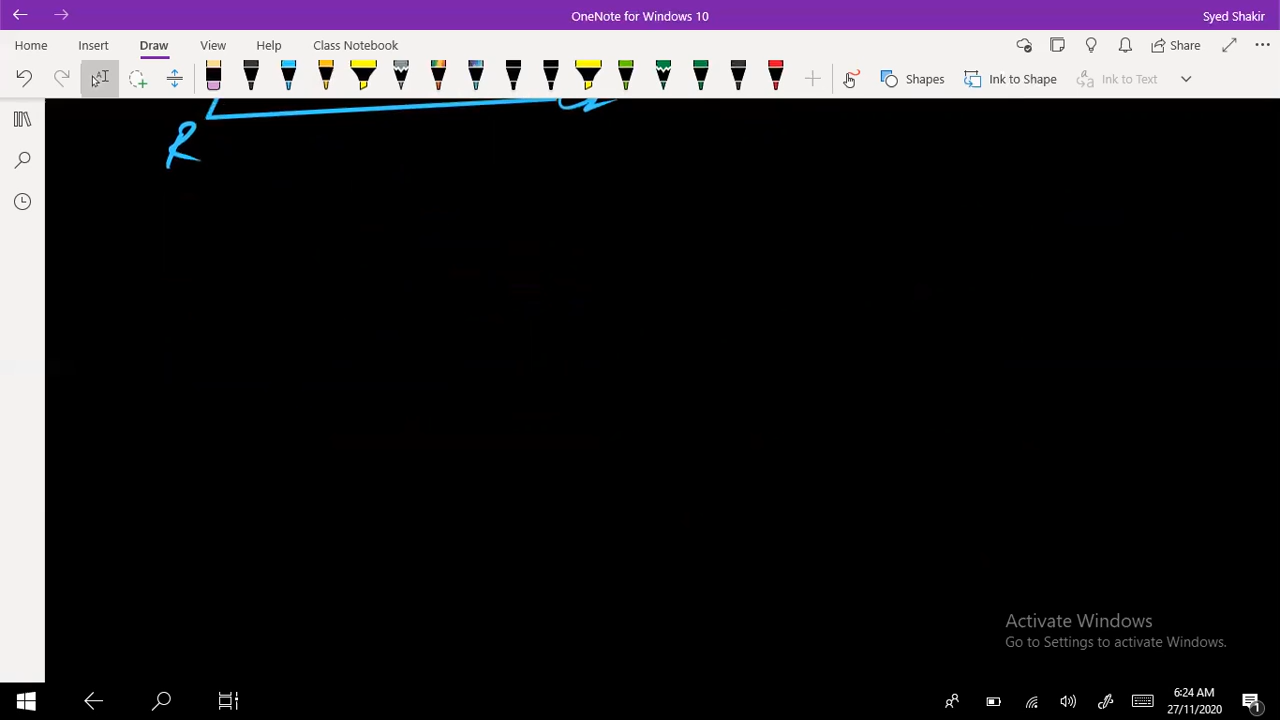 OneNote for Windows 10
Syed Shakir
Home Insert Draw View Help Class Notebook Share
Shapes Ink to Shape Ink to Text
R
Activate Windows
Go to Settings to activate Windows.
6:24 AM
27/11/2020
1